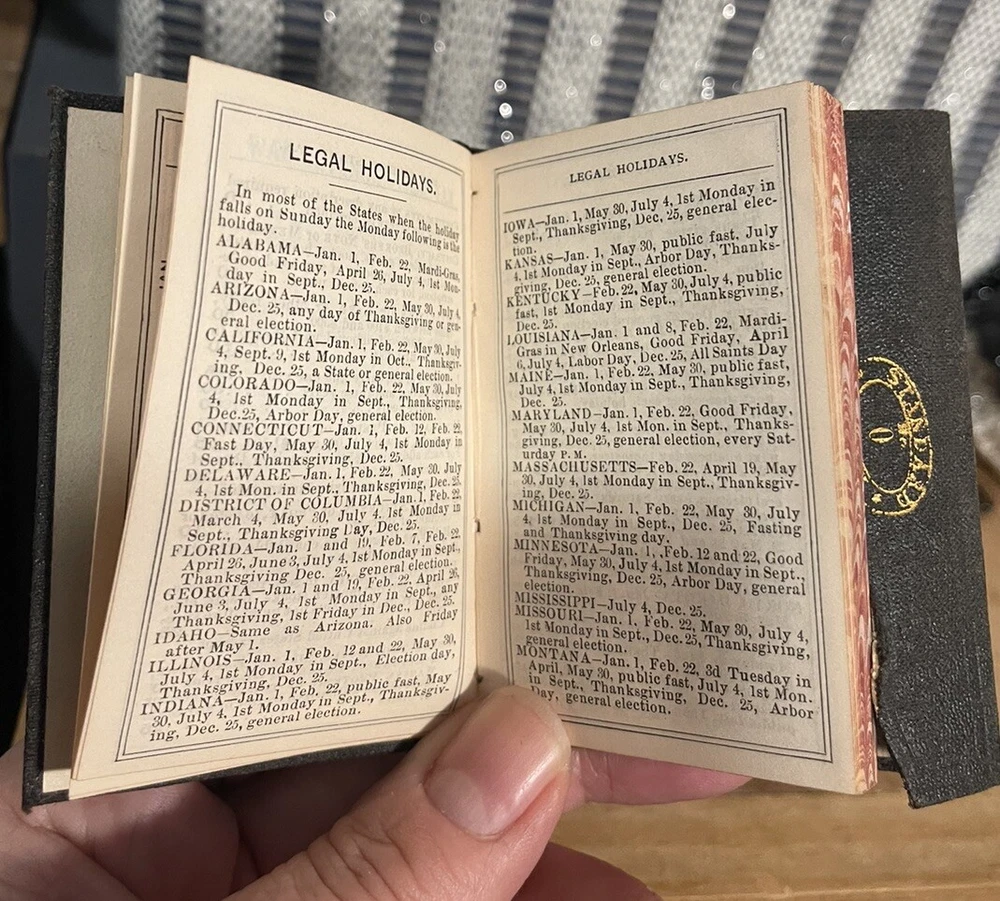 LEGAL HOLIDAYS.
In most of the States when the holiday
falls on Sunday the Monday following is the
holiday.
ALABAMA—Jan. 1, Feb. 22, Mardi-Gras,
Good Friday, April 26, July 4, 1st Mon-
day in Sept., Dec. 25.
ARIZONA—Jan. 1, Feb. 22, May 30, July 4,
Dec. 25, any day of Thanksgiving or gen-
eral election.
CALIFORNIA—Jan. 1, Feb. 22, May 30, July
4, Sept. 9, 1st Monday in Oct., Thanksgiv-
ing, Dec. 25, a State or general election.
COLORADO—Jan. 1, Feb. 22, May 30, July
4, 1st Monday in Sept., Thanksgiving,
Dec. 25, Arbor Day, general election.
CONNECTICUT—Jan. 1, Feb. 12, Feb. 22,
Fast Day, May 30, July 4, 1st Monday in
Sept., Thanksgiving, Dec. 25.
DELAWARE—Jan. 1, Feb. 22, May 30, July
4, 1st Mon. in Sept., Thanksgiving, Dec. 25.
DISTRICT OF COLUMBIA—Jan. 1, Feb. 22,
March 4, May 30, July 4, 1st Monday in
Sept., Thanksgiving Day, Dec. 25.
FLORIDA—Jan. 1 and 19, Feb. 7, Feb. 22,
April 26, June 3, July 4, 1st Monday in Sept.,
Thanksgiving Dec. 25, general election.
GEORGIA—Jan. 1 and 19, Feb. 22, April 26,
June 3, July 4, 1st Monday in Sept., any
Thanksgiving, 1st Friday in Dec., Dec. 25.
IDAHO—Same as Arizona. Also Friday
after May 1.
ILLINOIS—Jan. 1, Feb. 12 and 22, May 30,
July 4, 1st Monday in Sept., Election day,
Thanksgiving, Dec. 25.
INDIANA—Jan. 1, Feb. 22, public fast, May
30, July 4, 1st Monday in Sept., Thanksgiv-
ing, Dec. 25, general election.
LEGAL HOLIDAYS.
IOWA—Jan. 1, May 30, July 4, 1st Monday in
Sept., Thanksgiving, Dec. 25, general elec-
tion.
KANSAS—Jan. 1, May 30, public fast, July
4, 1st Monday in Sept., Arbor Day, Thanks-
giving, Dec. 25, general election.
KENTUCKY—Feb. 22, May 30, July 4, public
fast, 1st Monday in Sept., Thanksgiving,
Dec. 25.
LOUISIANA—Jan. 1 and 8, Feb. 22, Mardi-
Gras in New Orleans, Good Friday, April
6, July 4, Labor Day, Dec. 25, All Saints Day
MAINE—Jan. 1, Feb. 22, May 30, public fast,
July 4, 1st Monday in Sept., Thanksgiving,
Dec. 25.
MARYLAND—Jan. 1, Feb. 22, Good Friday,
May 30, July 4, 1st Mon. in Sept., Thanks-
giving, Dec. 25, general election, every Sat-
urday P. M.
MASSACHUSETTS—Feb. 22, April 19, May
30, July 4, 1st Monday in Sept., Thanksgiv-
ing, Dec. 25.
MICHIGAN—Jan. 1, Feb. 22, May 30, July
4, 1st Monday in Sept., Dec. 25, Fasting
and Thanksgiving day.
MINNESOTA—Jan. 1, Feb. 12 and 22, Good
Friday, May 30, July 4, 1st Monday in Sept.,
Thanksgiving, Dec. 25, Arbor Day, general
election.
MISSISSIPPI—July 4, Dec. 25.
MISSOURI—Jan. 1, Feb. 22, May 30, July 4,
1st Monday in Sept., Dec. 25, Thanksgiving,
general election.
MONTANA—Jan. 1, Feb. 22, 3d Tuesday in
April, May 30, public fast, July 4, 1st Mon.
in Sept., Thanksgiving, Dec. 25, Arbor
Day, general election.
STANDARD